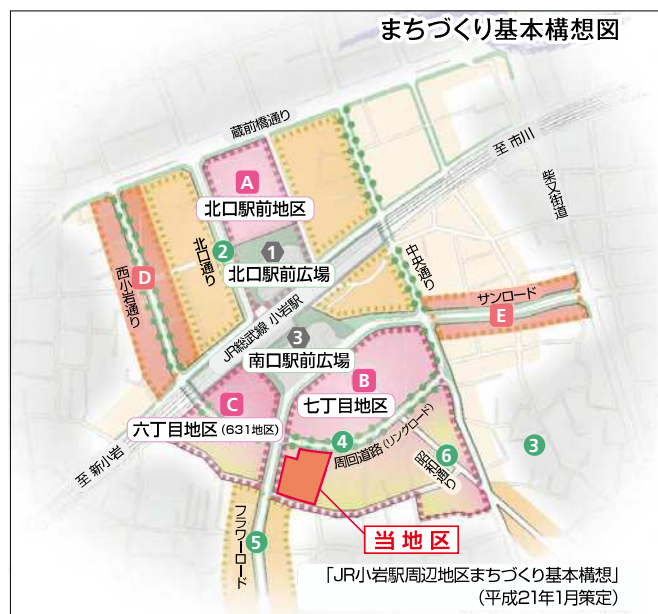 まちづくり基本構想図
蔵前橋通り
至 市川
柴又街道
A
北口駅前地区
北口通り
2
1
北口駅前広場
中央通り
D
西小岩通り
サンロード
E
JR総武線 小岩駅
3
南口駅前広場
B
七丁目地区
C
六丁目地区(631地区)
至 新小岩
4
周回道路(リングロード)
6
昭和通り
3
フラワーロード
5
当地区
「JR小岩駅周辺地区まちづくり基本構想」
(平成21年1月策定)